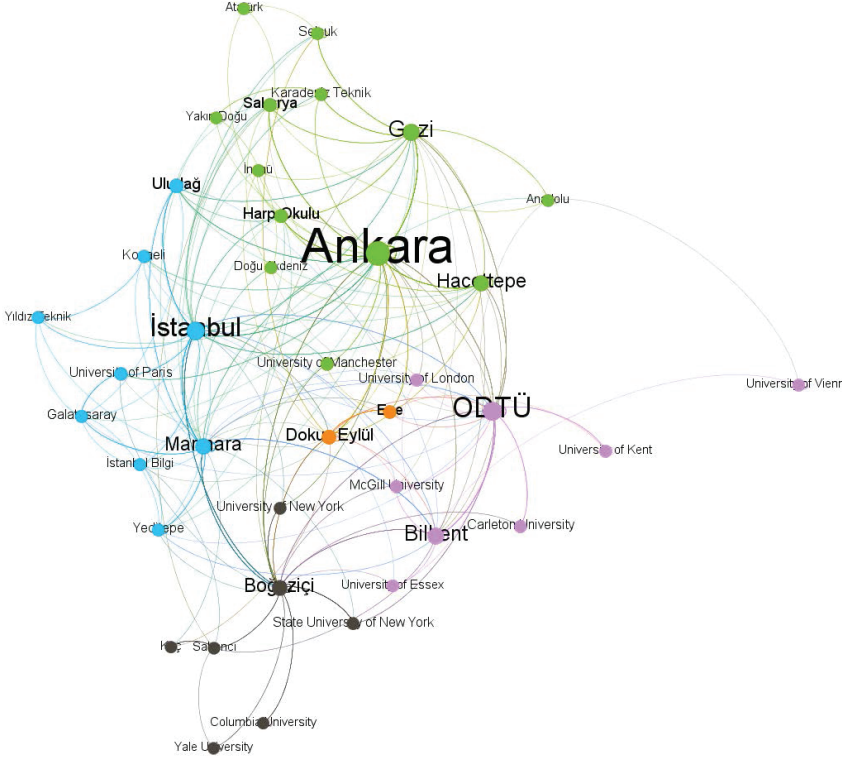 Atatürk
Selçuk
Karadeniz Teknik
Sakarya
Yakın Doğu
Gazi
İnönü
Uludağ
Anadolu
Harp Okulu
Ankara
Kocaeli
Doğu Akdeniz
Hacettepe
Yıldız Teknik
İstanbul
University of Manchester
University of Paris
University of London
University of Vienn
Galatasaray
Ege
ODTÜ
Dokuz Eylül
Marmara
University of Kent
İstanbul Bilgi
McGill University
University of New York
Yeditepe
Bilkent
Carleton University
Boğaziçi
University of Essex
State University of New York
Koç
Sabancı
Columbia University
Yale University